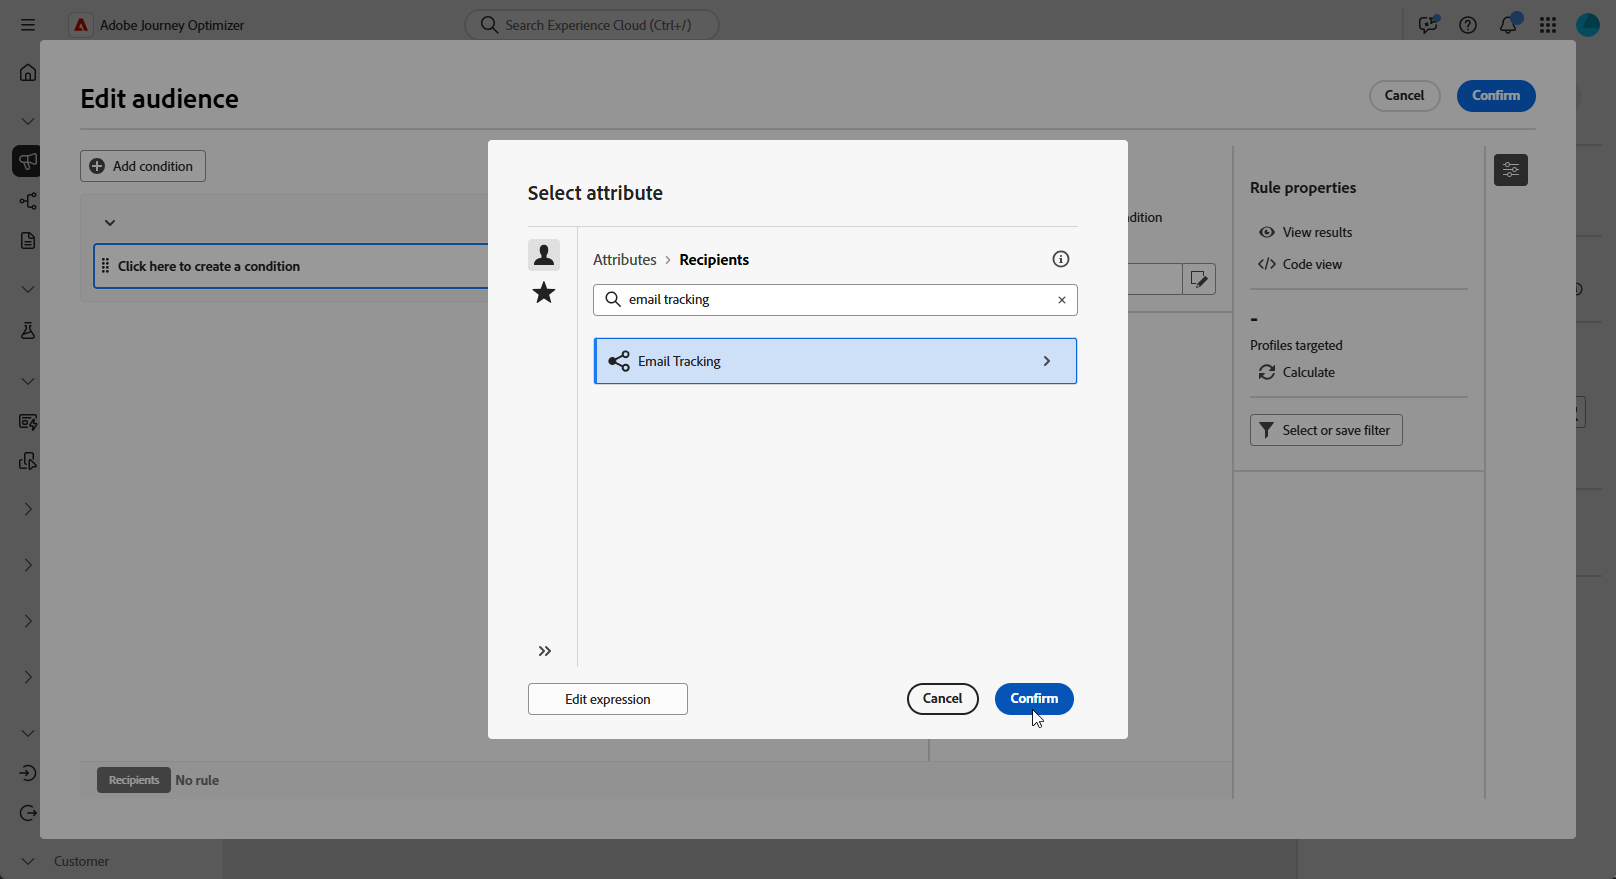 Adobe Journey Optimizer
Search Experience Cloud (Ctrl+/)
Edit audience
Cancel
Confirm
Add condition
Click here to create a condition
Select attribute
Attributes > Recipients
email tracking
Email Tracking
Edit expression
Cancel
Confirm
dition
Rule properties
View results
Code view
-
Profiles targeted
Calculate
Select or save filter
Recipients No rule
Customer